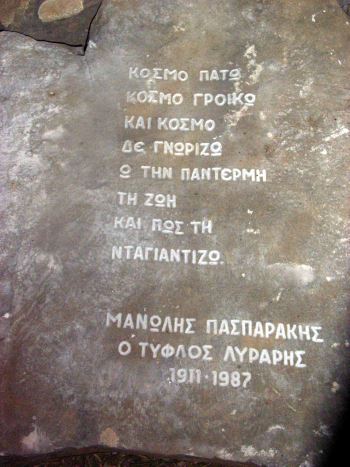 ΚΟΣΜΟ ΠΑΤΩ
ΚΟΣΜΟ ΓΡΟΙΚΩ
ΚΑΙ ΚΟΣΜΟ
ΔΕ ΓΝΩΡΙΖΩ
Ω ΤΗΝ ΠΑΝΤΕΡΜΗ
ΤΗ ΖΩΗ
ΚΑΙ ΠΩΣ ΤΗ
ΝΤΑΓΙΑΝΤΙΖΩ
ΜΑΝΩΛΗΣ ΠΑΣΠΑΡΑΚΗΣ
Ο ΤΥΦΛΟΣ ΛΥΡΑΡΗΣ
1911-1987